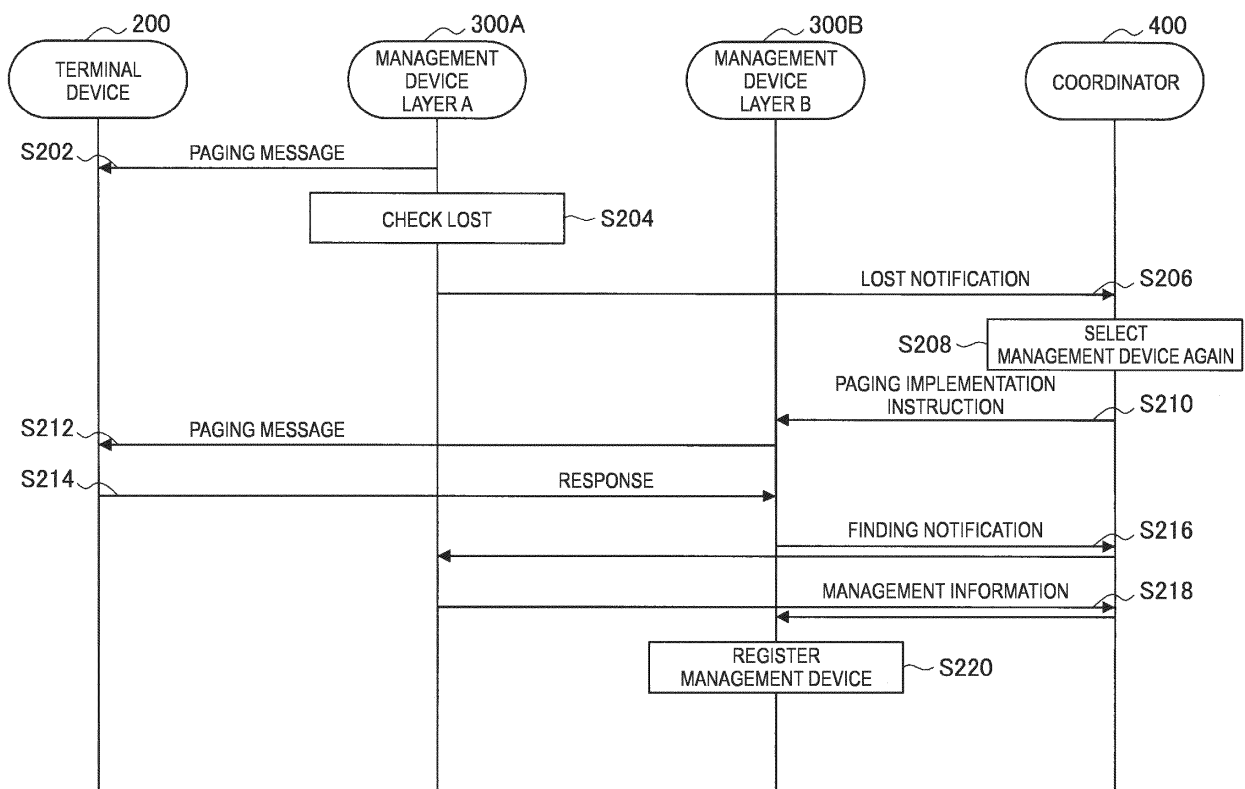 200
300A
300B
400
TERMINAL
DEVICE
MANAGEMENT
DEVICE
LAYER A
MANAGEMENT
DEVICE
LAYER B
COORDINATOR
S202
PAGING MESSAGE
CHECK LOST
S204
LOST NOTIFICATION
S206
S208
SELECT
MANAGEMENT DEVICE AGAIN
PAGING IMPLEMENTATION
INSTRUCTION
S210
S212
PAGING MESSAGE
S214
RESPONSE
FINDING NOTIFICATION
S216
MANAGEMENT INFORMATION
S218
REGISTER
MANAGEMENT DEVICE
S220